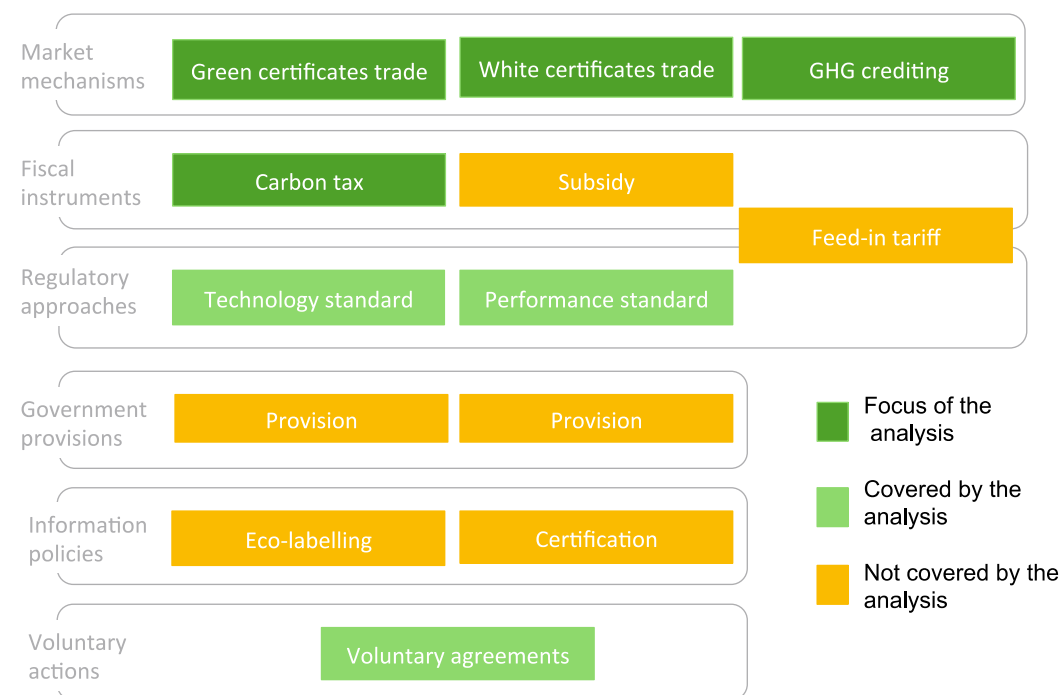 Market
mechanisms
Green certificates trade
White certificates trade
GHG crediting
Fiscal
instruments
Carbon tax
Subsidy
Feed-in tariff
Regulatory
approaches
Technology standard
Performance standard
Government
provisions
Provision
Provision
Information
policies
Eco-labelling
Certification
Voluntary
actions
Voluntary agreements
Focus of the
analysis
Covered by the
analysis
Not covered by the
analysis